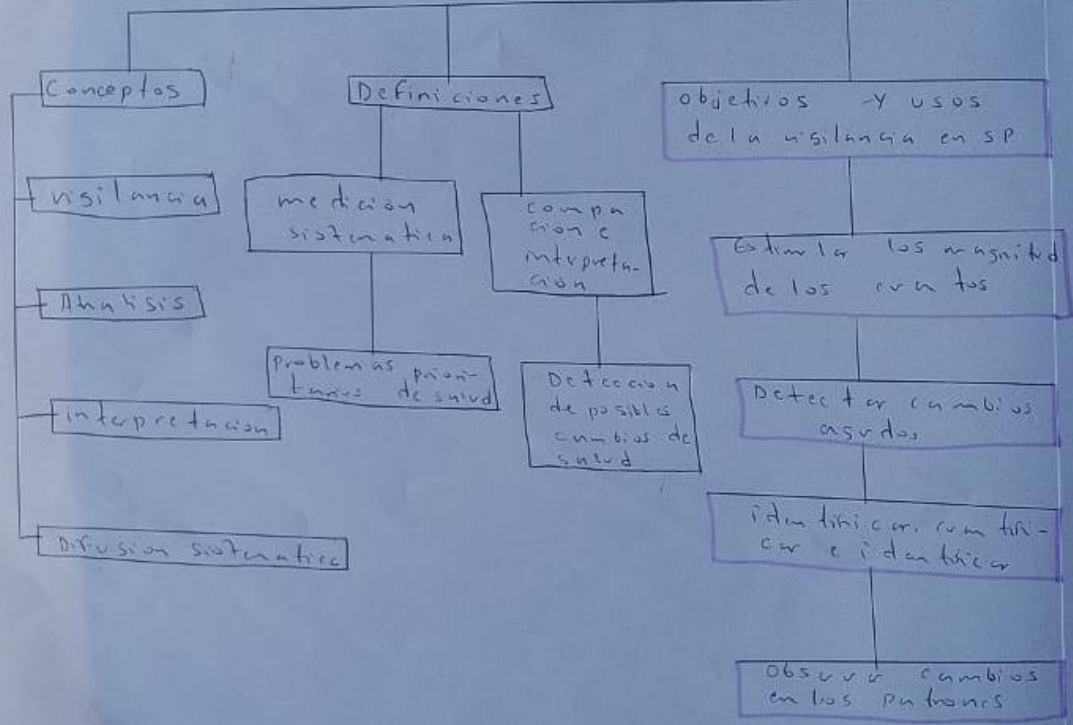 Conceptos
vigilancia
Analisis
interpretacion
Difusion sistematica
Definiciones
medicion
sistematica
problemas priori-
tarios de salud
compa
cion e
interpreta-
ción
Deteccion
de posibles
cambios de
salud
objetivos y usos
de la vigilancia en SP
Estimar los magnitud
de los eventos
Detectar cambios
agudos
identificar, cuantifi-
car e identificar
Observar cambios
en los patrones